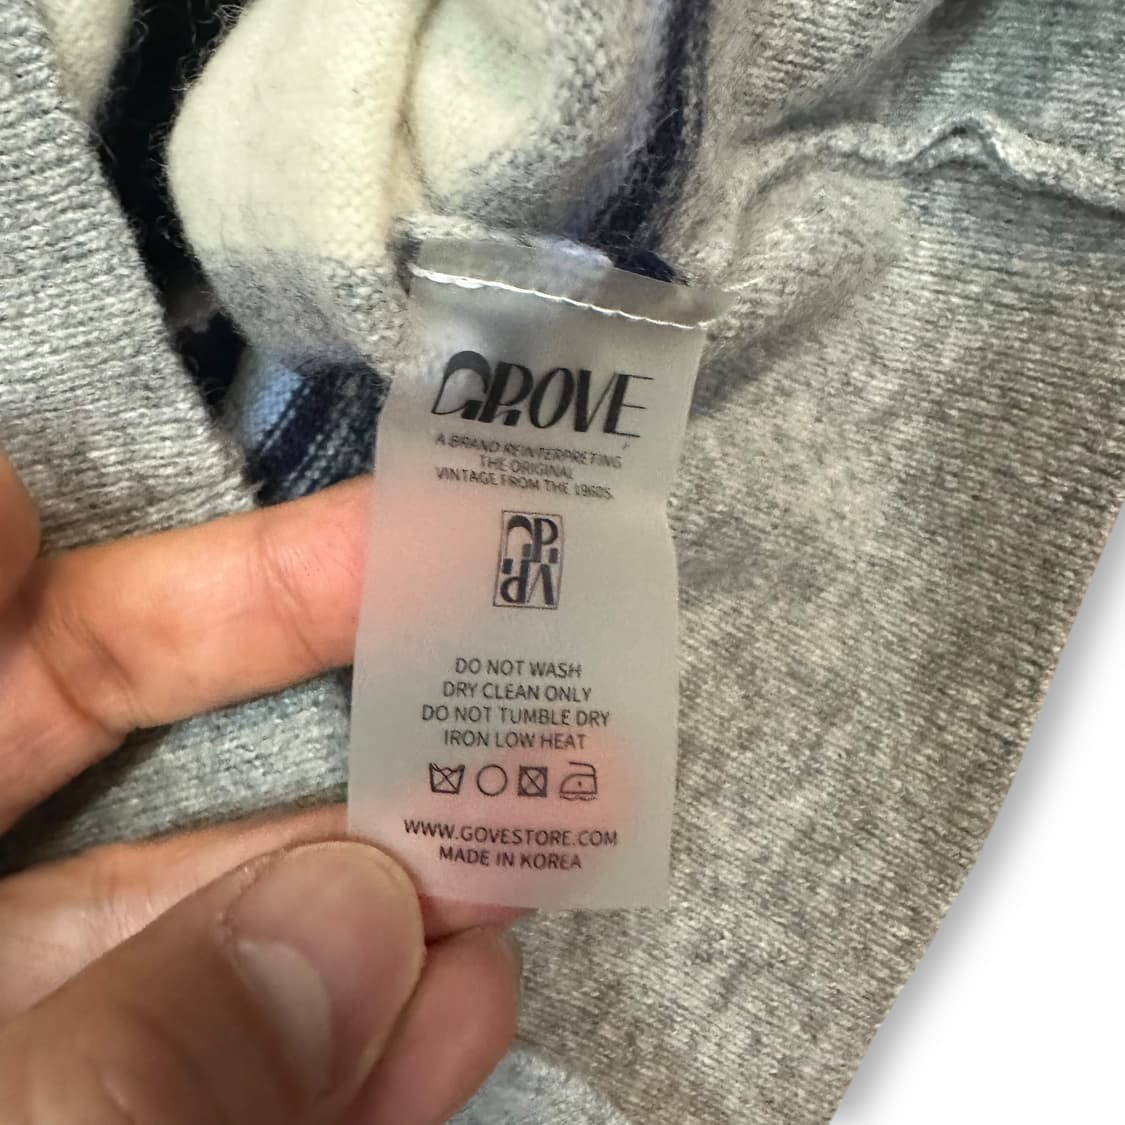 GROVE
A BRAND REINTERPRETING
THE ORIGINAL
VINTAGE FROM THE 1960S.
DO NOT WASH
DRY CLEAN ONLY
DO NOT TUMBLE DRY
IRON LOW HEAT
WWW.GOVESTORE.COM
MADE IN KOREA